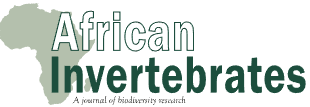 African
Invertebrates
A journal of biodiversity research